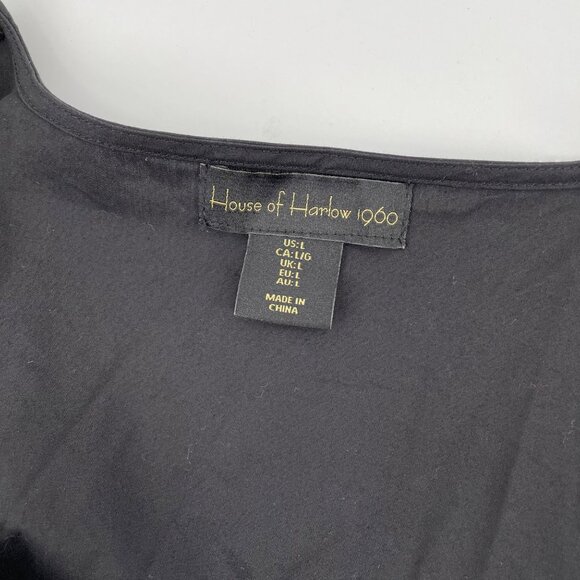 House of Harlow 1960
US: L
CA: L/G
UK: L
EU: L
AU: L
MADE IN
CHINA